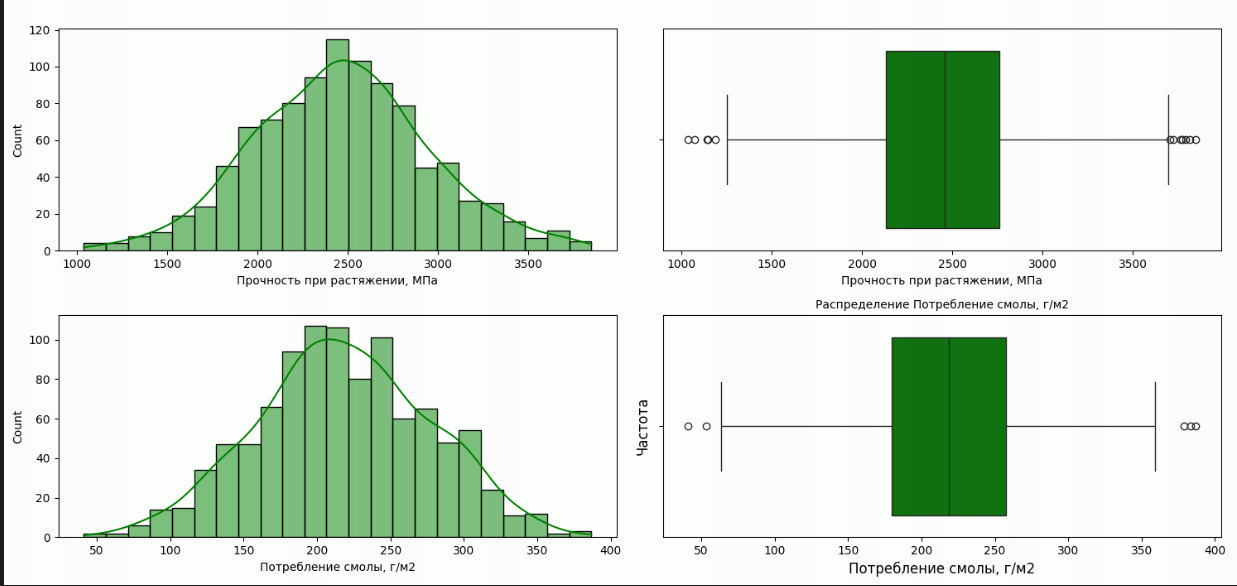 120
100
80
60
40
20
0
Count
1000 1500 2000 2500 3000 3500
Прочность при растяжении, МПа
1000 1500 2000 2500 3000 3500
Прочность при растяжении, МПа
Распределение Потребление смолы, г/м2
100
80
60
40
20
0
Count
50 100 150 200 250 300 350 400
Потребление смолы, г/м2
Частота
50 100 150 200 250 300 350 400
Потребление смолы, г/м2